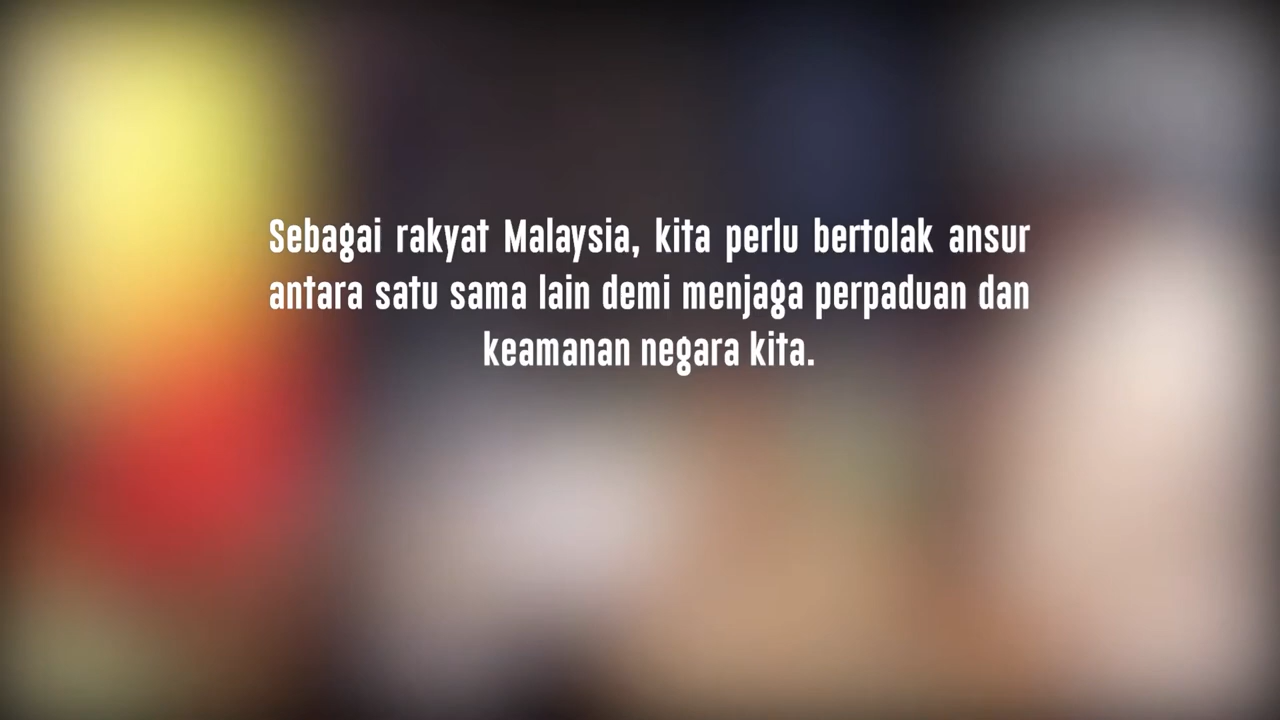 Sebagai rakyat Malaysia, kita perlu bertolak ansur
antara satu sama lain demi menjaga perpaduan dan
keamanan negara kita.